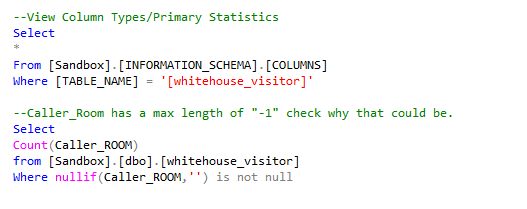 --View Column Types/Primary Statistics
Select
*
From [Sandbox].[INFORMATION_SCHEMA].[COLUMNS]
Where [TABLE_NAME] = '[whitehouse_visitor]'
--Caller_Room has a max length of "-1" check why that could be.
Select
Count(Caller_ROOM)
from [Sandbox].[dbo].[whitehouse_visitor]
Where nullif(Caller_ROOM,'') is not null